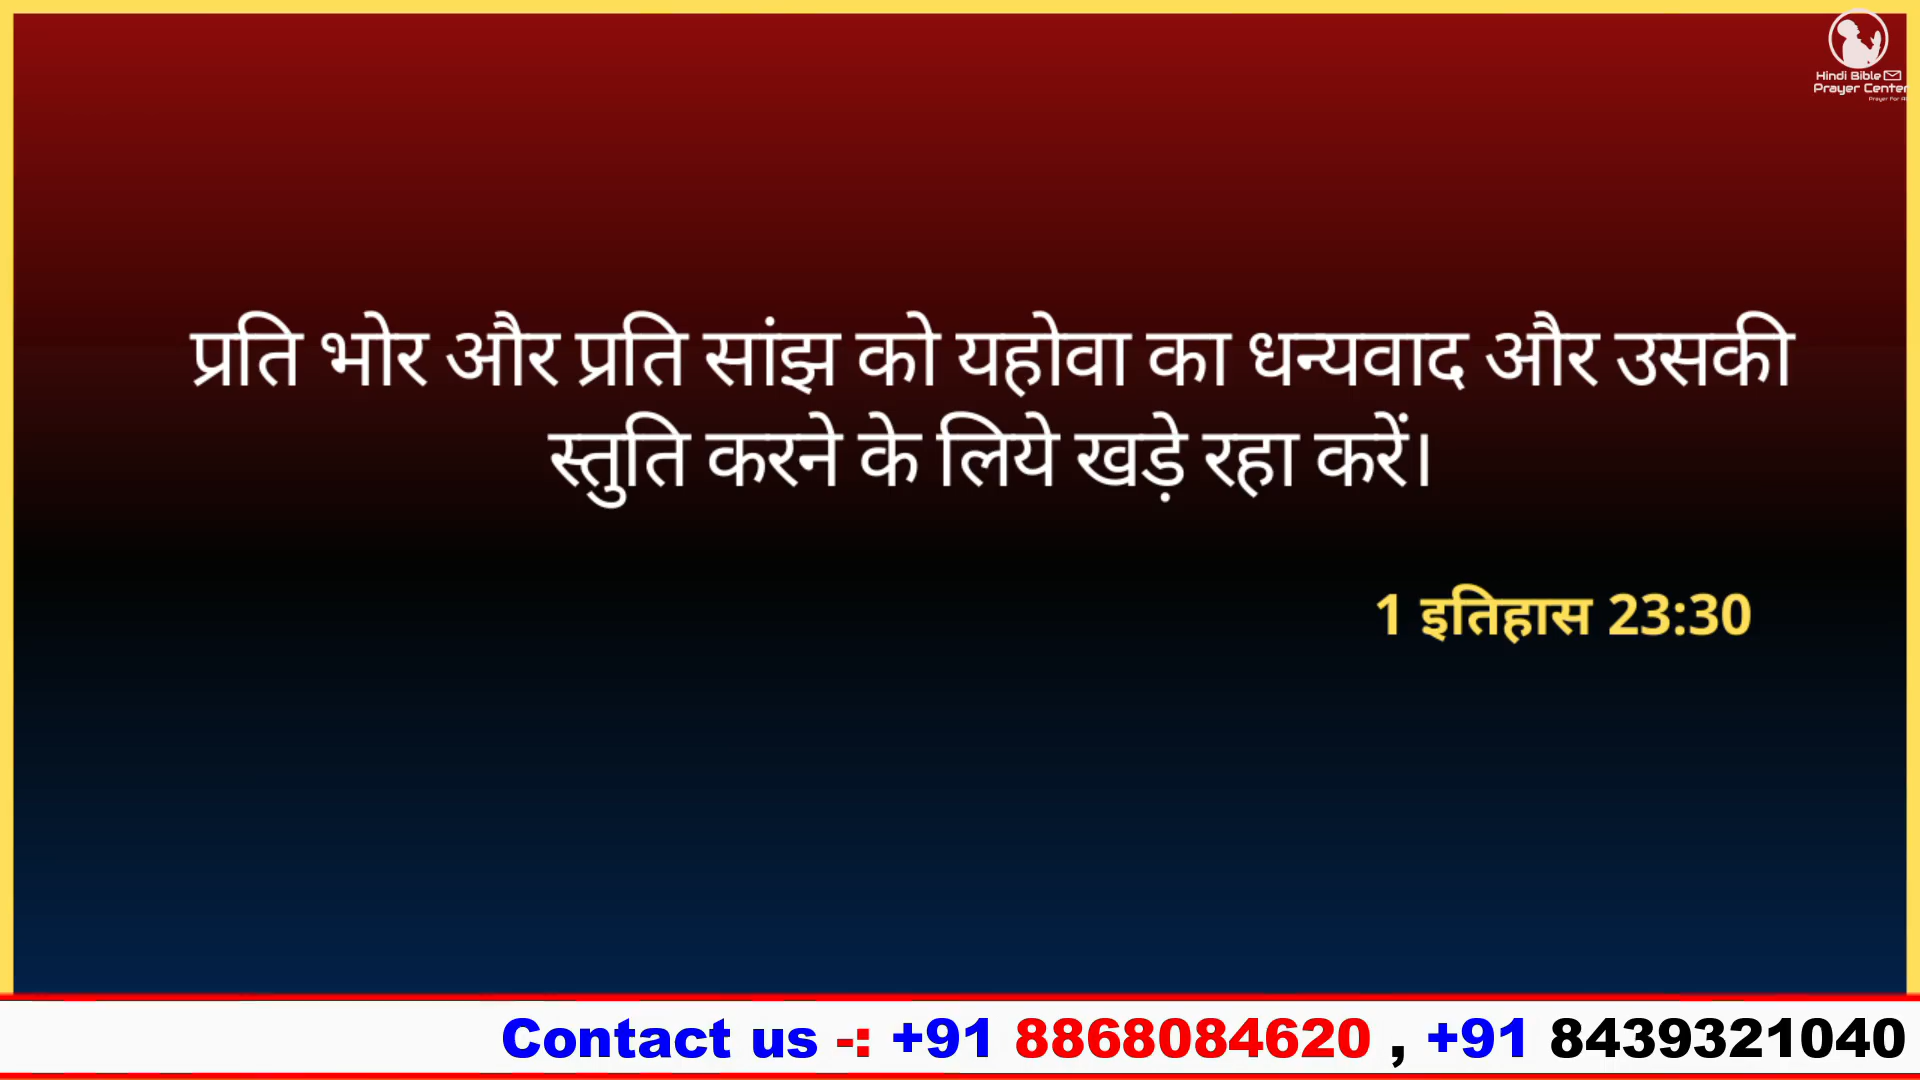 Hindi Bible
Prayer Center
प्रति भोर और प्रति सांझ को यहोवा का धन्यवाद और उसकी
स्तुति करने के लिये खड़े रहा करें।
1 इतिहास 23:30
Contact us -: +91 8868084620 , +91 8439321040